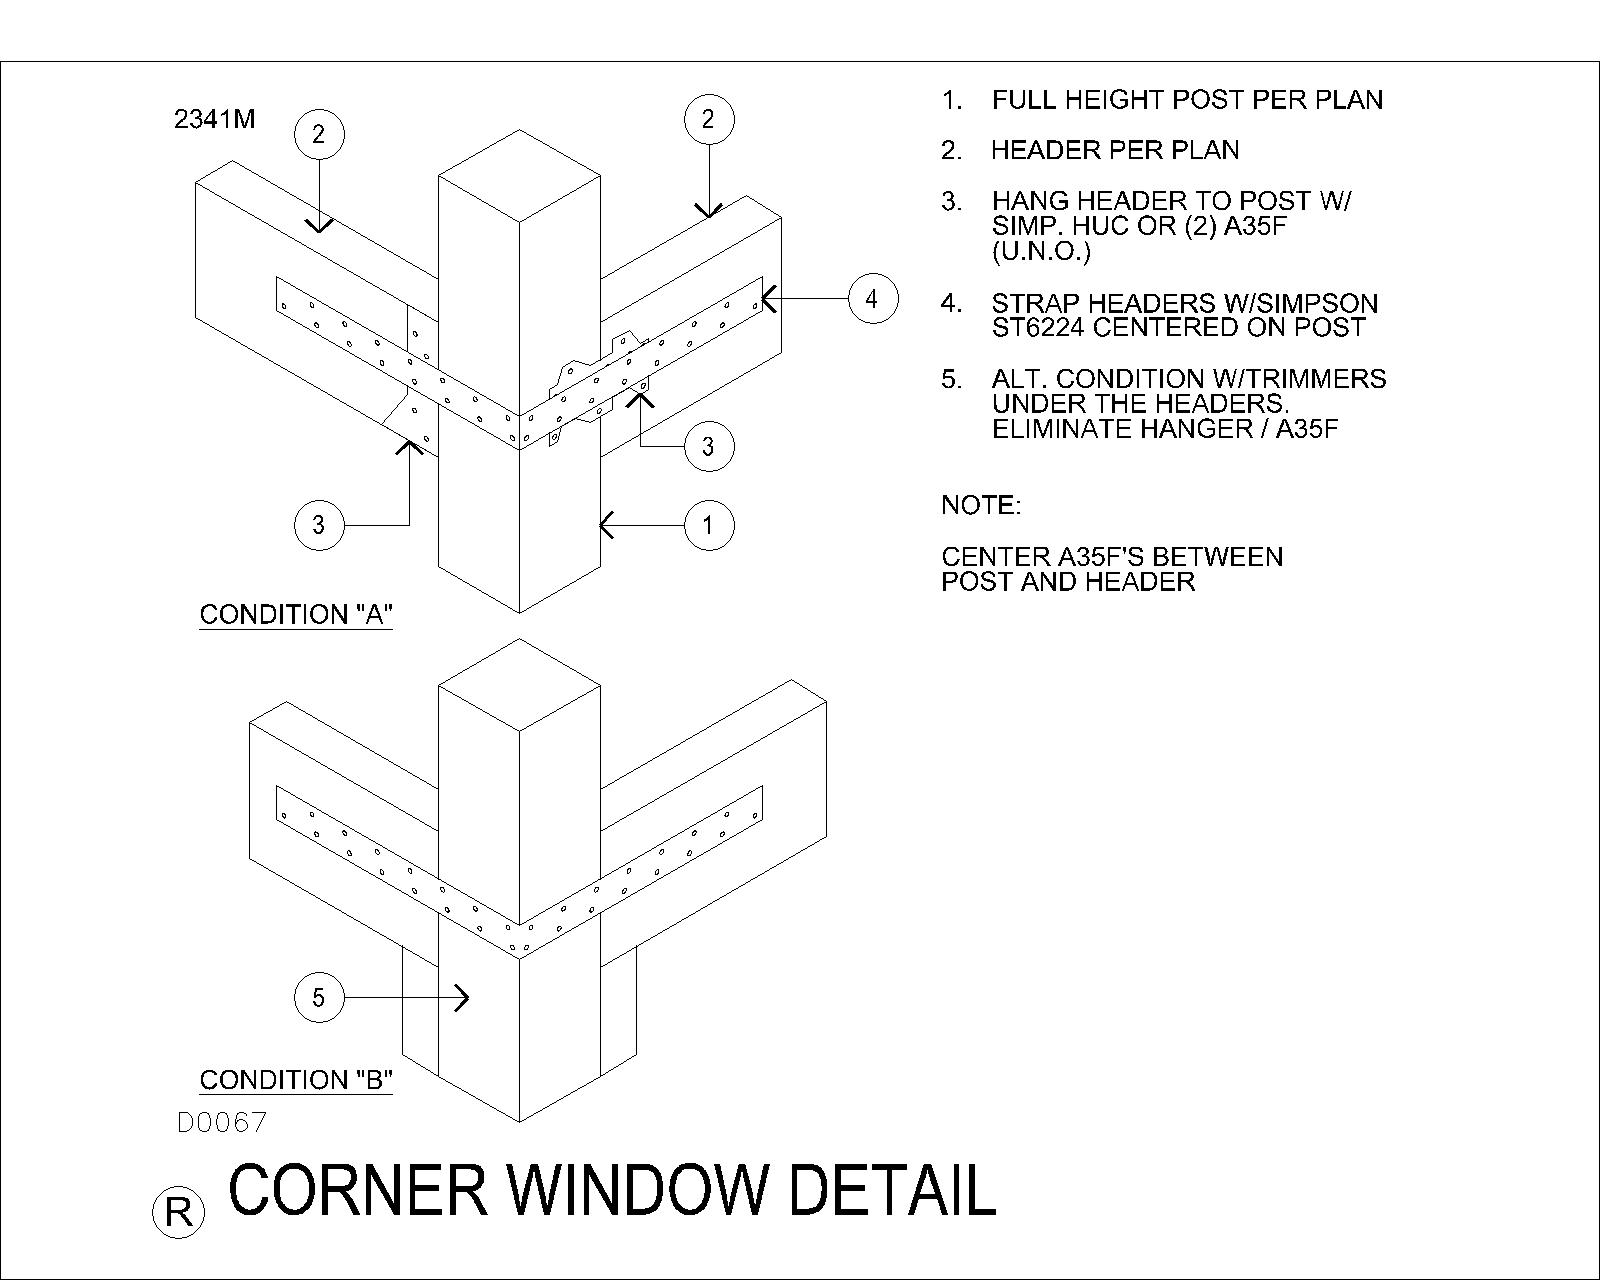 2341M
2
2
4
3
3
1
CONDITION "A"
5
CONDITION "B"
D0067
R
CORNER WINDOW DETAIL
1. FULL HEIGHT POST PER PLAN
2. HEADER PER PLAN
3. HANG HEADER TO POST W/
SIMP. HUC OR (2) A35F
(U.N.O.)
4. STRAP HEADERS W/SIMPSON
ST6224 CENTERED ON POST
5. ALT. CONDITION W/TRIMMERS
UNDER THE HEADERS.
ELIMINATE HANGER / A35F
NOTE:
CENTER A35F'S BETWEEN
POST AND HEADER